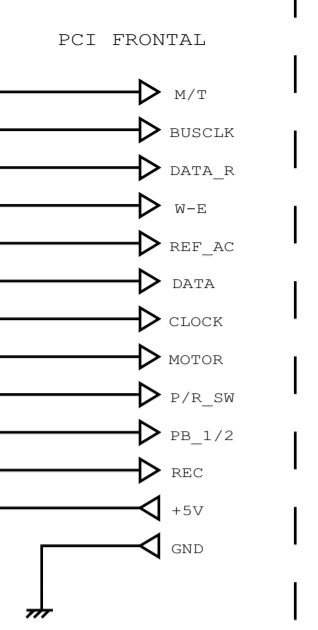 PCI FRONTAL
M/T
BUSCLK
DATA_R
W-E
REF_AC
DATA
CLOCK
MOTOR
P/R_SW
PB_1/2
REC
+5V
GND